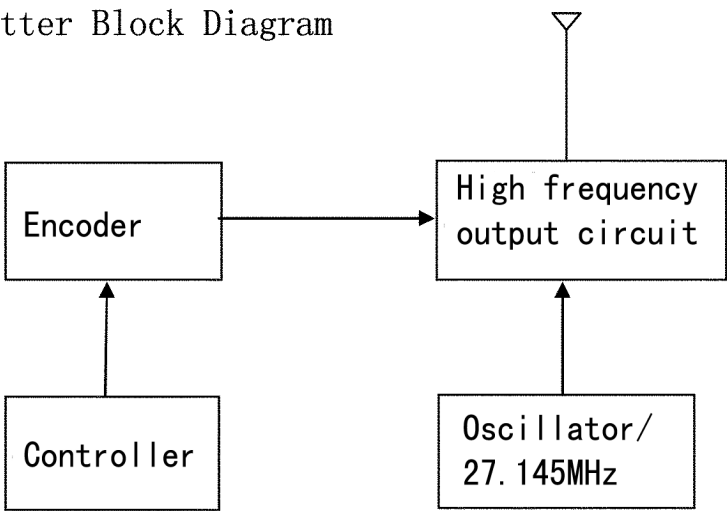 tter Block Diagram
High frequency
output circuit
Encoder
Controller
Oscillator/
27.145MHz